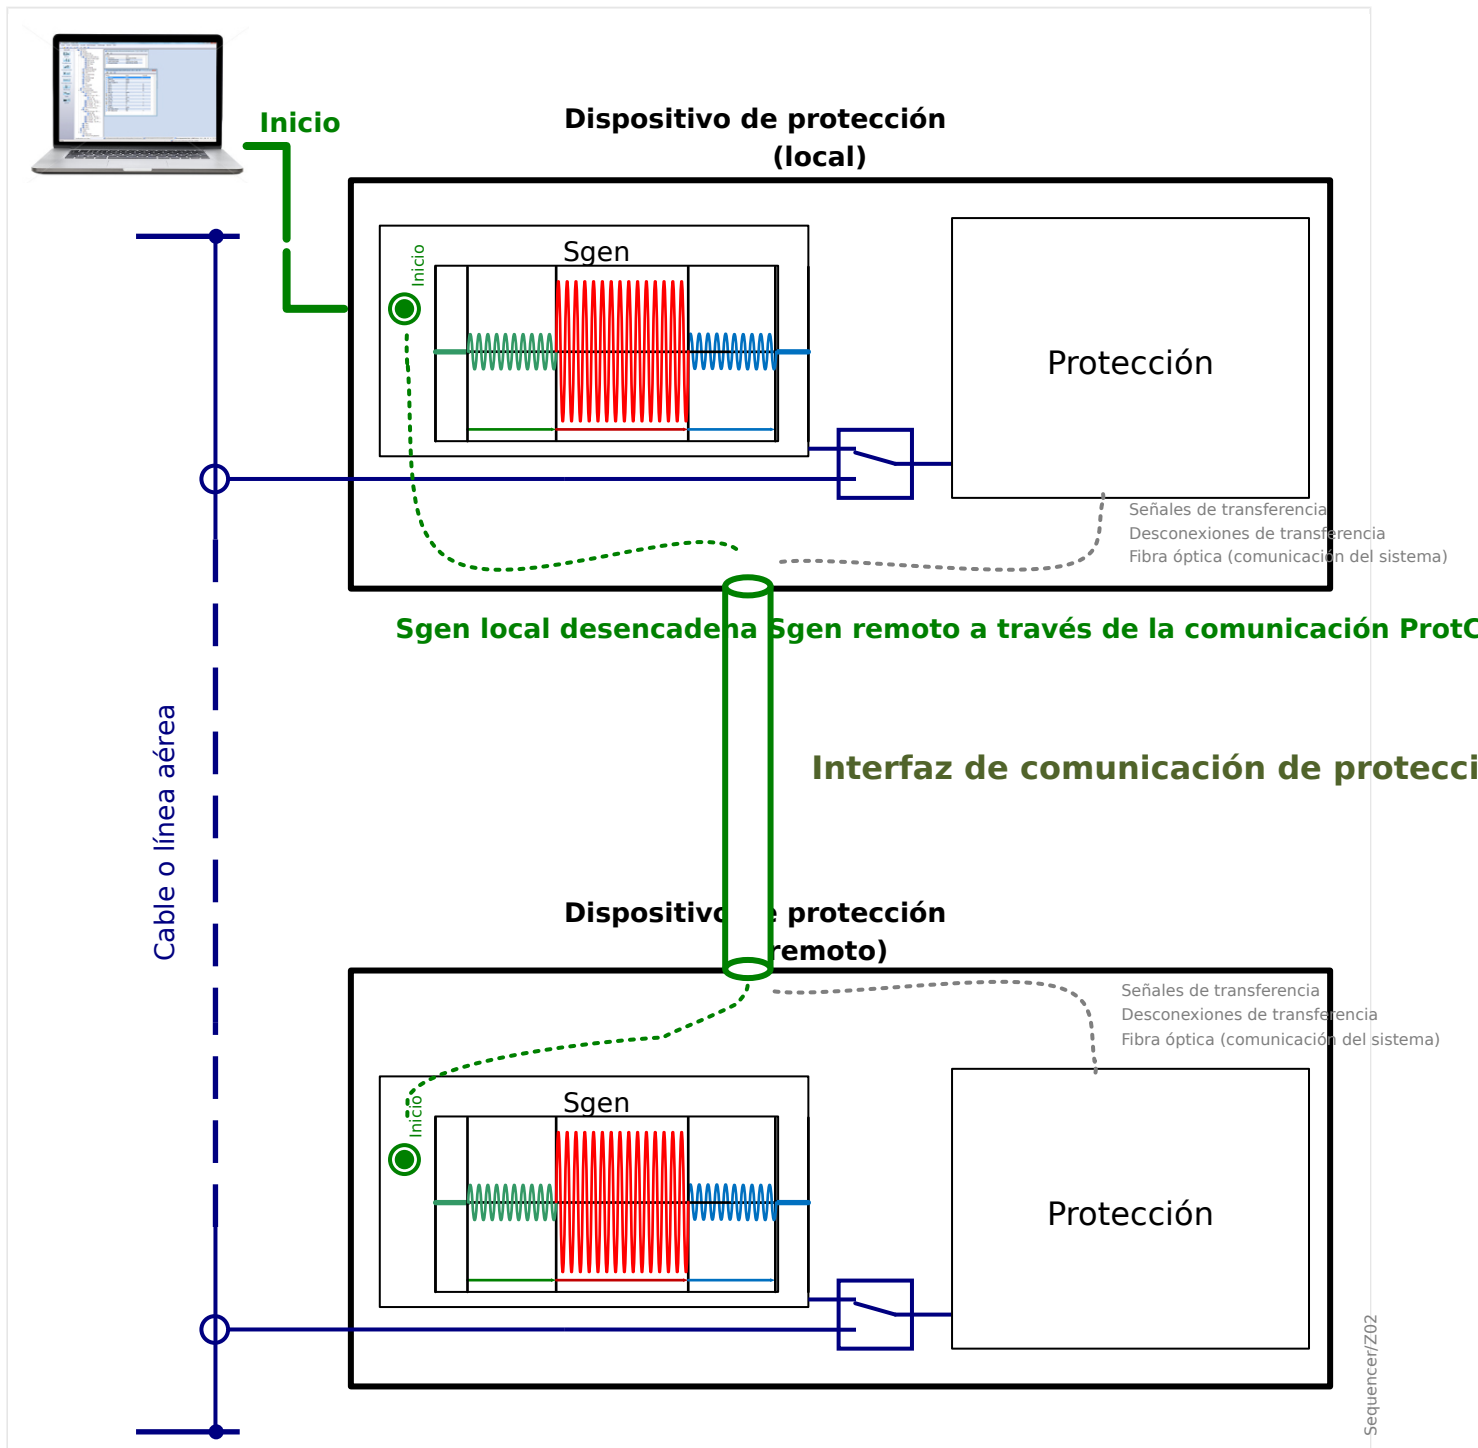 Inicio
Dispositivo de protección
(local)
Sgen
Inicio
Protección
Señales de transferencia
Desconexiones de transferencia
Fibra óptica (comunicación del sistema)
Sgen local desencadena Sgen remoto a través de la comunicación ProtC
Interfaz de comunicación de protecci
Cable o línea aérea
Dispositivo de protección
remoto)
Señales de transferencia
Desconexiones de transferencia
Fibra óptica (comunicación del sistema)
Sgen
Inicio
Protección
Sequencer/Z02